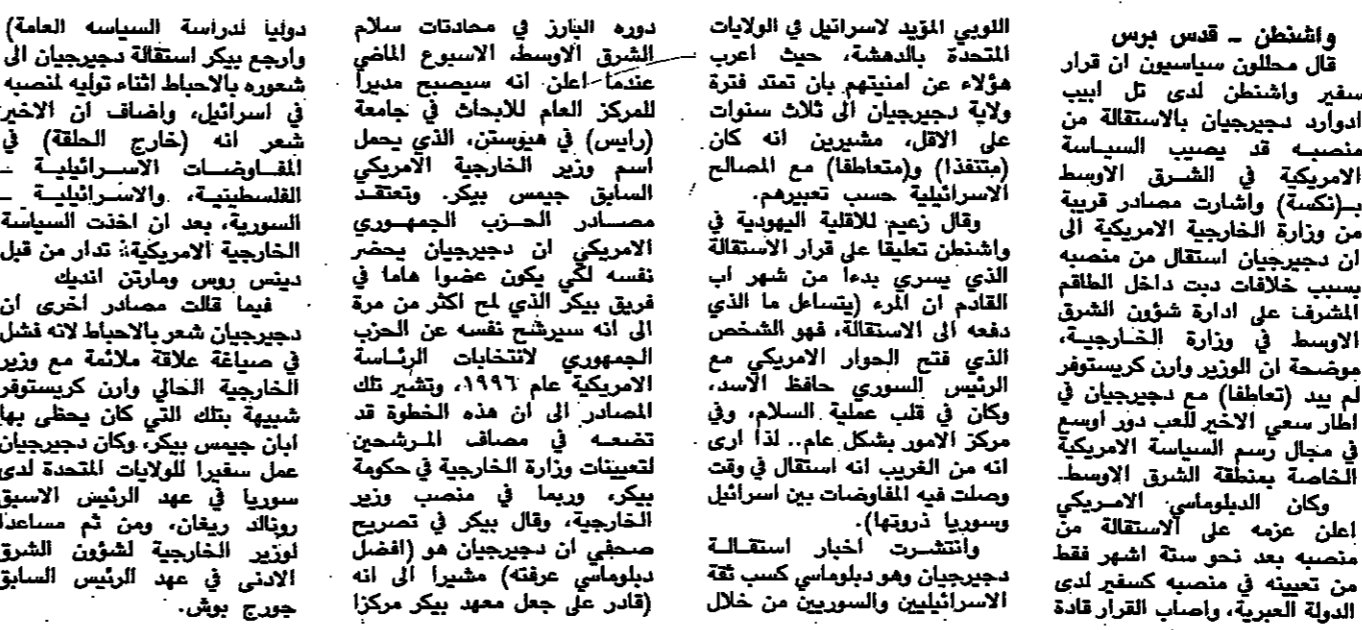 واشنطن ــ قدس برس
قال محللون سياسيون ان قرار
سفير واشنطن لدى تل ابيب
ادوارد دجيرجيان بالاستقالة من
منصبه قد يصيب السياسة
الامريكية في الشرق الاوسط
بـ(نكسة) واشارت مصادر قريبة
من وزارة الخارجية الامريكية الى
ان دجيرجيان استقال من منصبه
بسبب خلافات دبت داخل الطاقم
المشرف على ادارة شؤون الشرق
الاوسط في وزارة الخارجية،
موضحة ان الوزير وارن كريستوفر
لم يبد (تعاطفا) مع دجيرجيان في
اطار سعي الاخير للعب دور اوسع
في مجال رسم السياسة الامريكية
الخاصة بمنطقة الشرق الاوسط.
وكان الدبلوماسي الامريكي
اعلن عزمه على الاستقالة من
منصبه بعد نحو ستة اشهر فقط
من تعيينه في منصبه كسفير لدى
الدولة العبرية، واصاب القرار قادة
اللوبي المؤيد لاسرائيل في الولايات
المتحدة بالدهشة، حيث اعرب
هؤلاء عن امنيتهم بان تمتد فترة
ولاية دجيرجيان الى ثلاث سنوات
على الاقل، مشيرين انه كان
(متنفذا) و(متعاطفا) مع المصالح
الاسرائيلية حسب تعبيرهم.
وقال زعيم للاقلية اليهودية في
واشنطن تعليقا على قرار الاستقالة
الذي يسري بدءا من شهر اب
القادم ان المرء (يتساعل ما الذي
دفعه الى الاستقالة، فهو الشخص
الذي فتح الحوار الامريكي مع
الرئيس السوري حافظ الاسد،
وكان في قلب عملية السلام، وفي
مركز الامور بشكل عام.. لذا ارى
انه من الغريب انه استقال في وقت
وصلت فيه المفاوضات بين اسرائيل
وسوريا ذروتها).
وانتشرت اخبار استقالة
دجيرجيان وهو دبلوماسي كسب ثقة
الاسرائيليين والسوريين من خلال
دوره البارز في محادثات سلام
الشرق الاوسط، الاسبوع الماضي
عندما اعلن انه سيصبح مديرا
للمركز العام للابحاث في جامعة
(رايس) في هيوستن، الذي يحمل
اسم وزير الخارجية الامريكي
السابق جيمس بيكر. وتعتقد
مصادر الحزب الجمهوري
الامريكي ان دجيرجيان يحضر
نفسه لكي يكون عضوا هاما في
فريق بيكر الذي لمح اكثر من مرة
الى انه سيرشح نفسه عن الحزب
الجمهوري لانتخابات الرئاسة
الامريكية عام ١٩٩٦، وتشير تلك
المصادر الى ان هذه الخطوة قد
تضعه في مصاف المرشحين
لتعيينات وزارة الخارجية في حكومة
بيكر، وربما في منصب وزير
الخارجية، وقال بيكر في تصريح
صحفي ان دجيرجيان هو (افضل
دبلوماسي عرفته) مشيرا الى انه
(قادر على جعل معهد بيكر مركزا
دوليا لدراسة السياسه العامة)
وارجع بيكر استقالة دجيرجيان الى
شعوره بالاحباط اثناء توليه لمنصبه
في اسرائيل، واضاف ان الاخير
شعر انه (خارج الحلقة) في
المفاوضات الاسرائيلية ــ
الفلسطينية، والاسرائيلية ــ
السورية، بعد ان اخذت السياسة
الخارجية الامريكية، تدار من قبل
دينس روس ومارتن انديك
فيما قالت مصادر اخرى ان
دجيرجيان شعر بالاحباط لانه فشل
في صياغة علاقة ملائمة مع وزير
الخارجية الحالي وارن كريستوفر
شبيهة بتلك التي كان يحظى بها
ابان جيمس بيكر، وكان دجيرجيان
عمل سفيرا للولايات المتحدة لدى
سوريا في عهد الرئيس الاسبق
رونالد ريغان، ومن ثم مساعدا
لوزير الخارجية لشؤون الشرق
الادنى في عهد الرئيس السابق
جورج بوش.